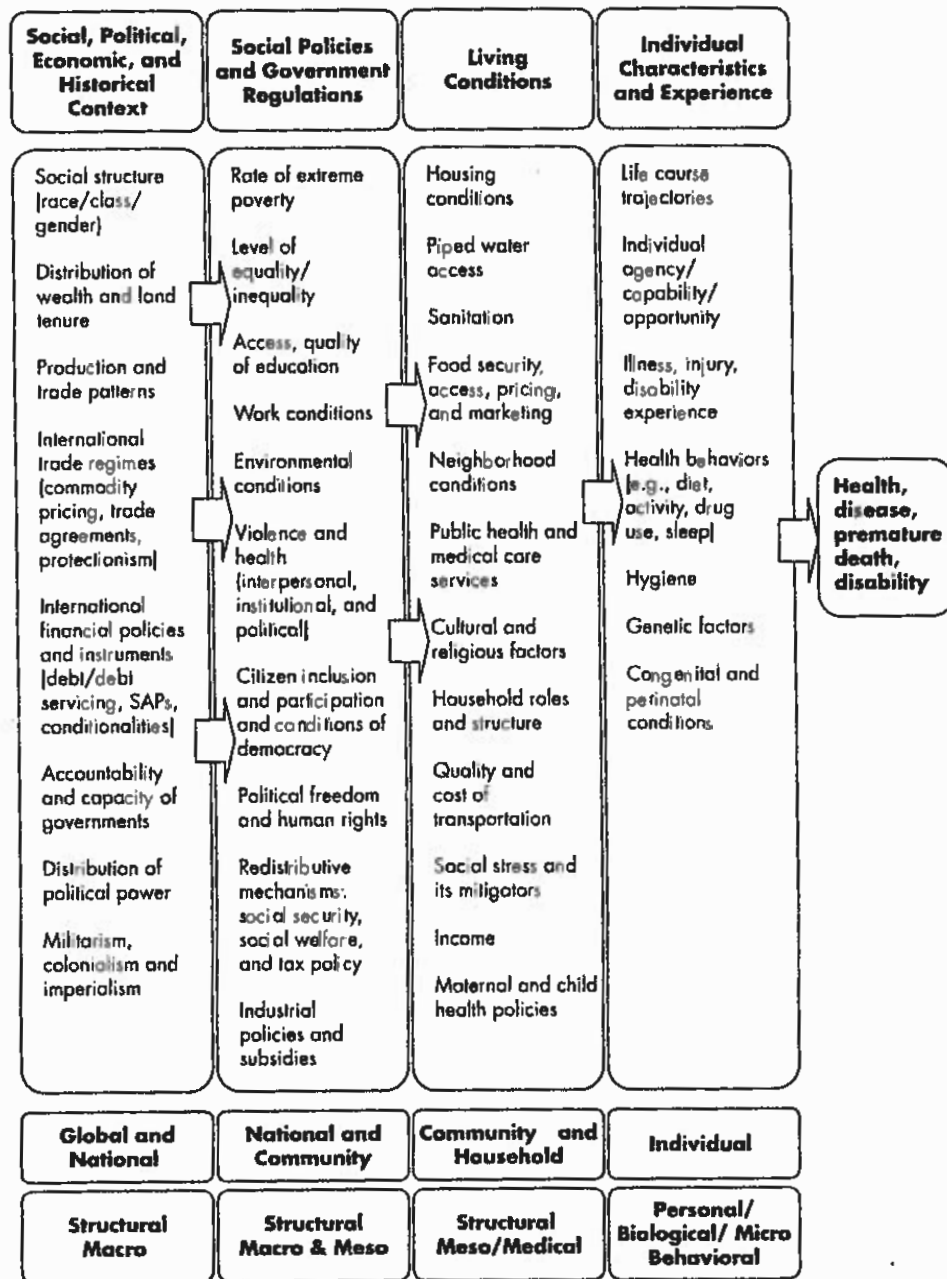 Social, Political,
Economic, and
Historical
Context
Social Policies
and Government
Regulations
Living
Conditions
Individual
Characteristics
and Experience
Social structure
(race/class/
gender)
Distribution of
wealth and land
tenure
Production and
trade patterns
International
trade regimes
(commodity
pricing, trade
agreements,
protectionism)
International
financial policies
and instruments
(debt/debt
servicing, SAPs,
conditionalities)
Accountability
and capacity of
governments
Distribution of
political power
Militarism,
colonialism and
imperialism
Rate of extreme
poverty
Level of
equality/
inequality
Access, quality
of education
Work conditions
Environmental
conditions
Violence and
health
(interpersonal,
institutional, and
political)
Citizen inclusion
and participation
and conditions of
democracy
Political freedom
and human rights
Redistributive
mechanisms:
social security,
social welfare,
and tax policy
Industrial
policies and
subsidies
Housing
conditions
Piped water
access
Sanitation
Food security,
access, pricing,
and marketing
Neighborhood
conditions
Public health and
medical care
services
Cultural and
religious factors
Household roles
and structure
Quality and
cost of
transportation
Social stress and
its mitigators
Income
Maternal and child
health policies
Life course
trajectories
Individual
agency/
capability/
opportunity
Illness, injury,
disability
experience
Health behaviors
(e.g., diet,
activity, drug
use, sleep)
Hygiene
Genetic factors
Congenital and
perinatal
conditions
Health,
disease,
premature
death,
disability
Global and
National
National and
Community
Community and
Household
Individual
Structural
Macro
Structural
Macro & Meso
Structural
Meso/Medical
Personal/
Biological/ Micro
Behavioral